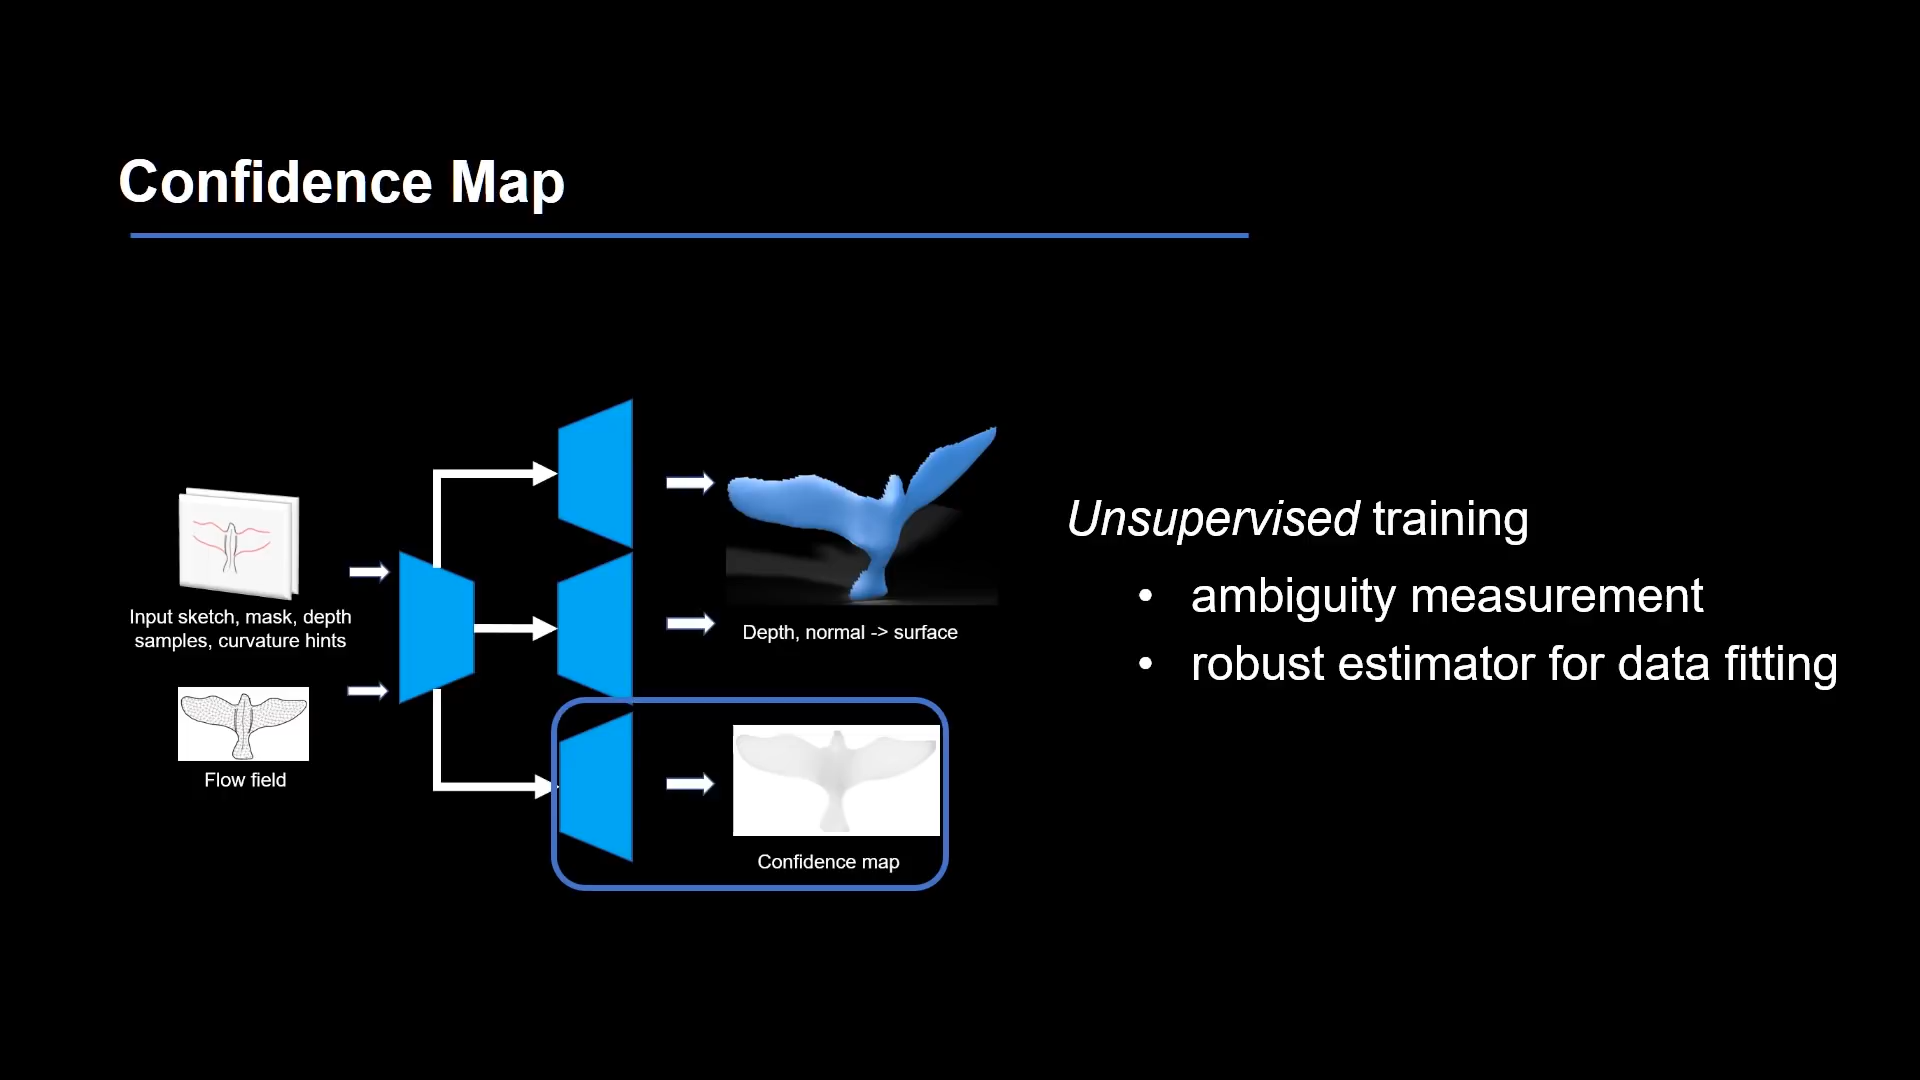 Confidence Map
Input sketch, mask, depth
samples, curvature hints
Flow field
Depth, normal -> surface
Confidence map
Unsupervised training
• ambiguity measurement
• robust estimator for data fitting